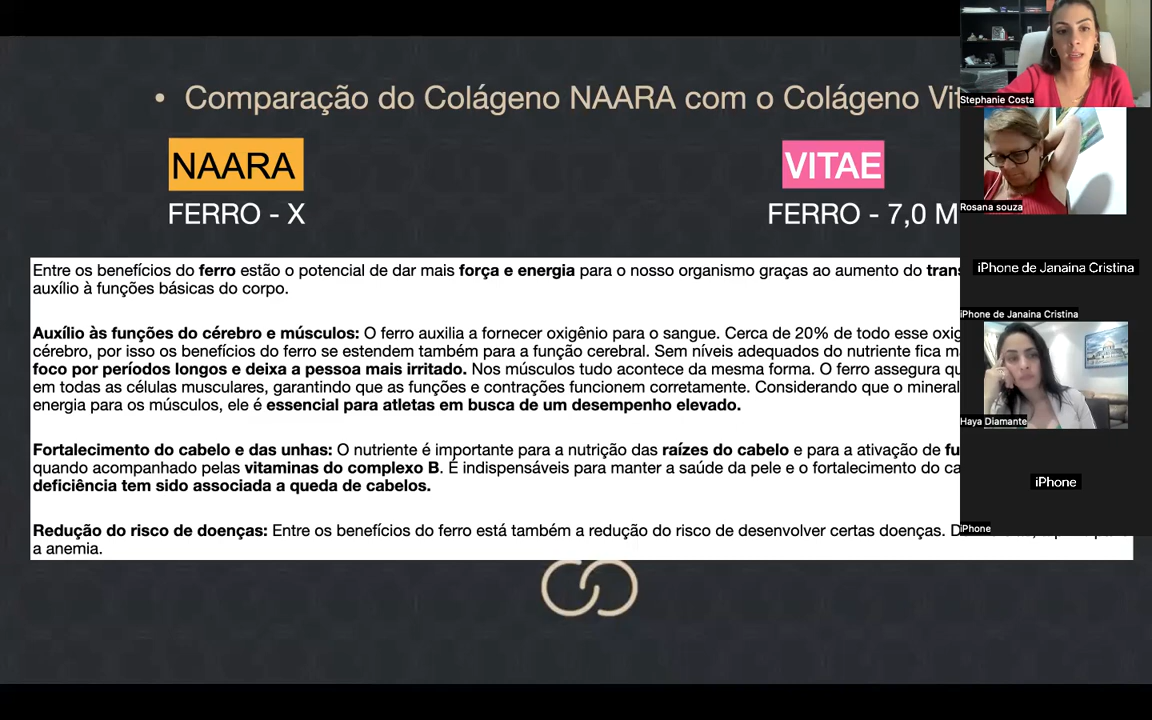 • Comparação do Colágeno NAARA com o Colágeno
NAARA
VITAE
FERRO - X
FERRO - 7,0 M
Entre os benefícios do ferro estão o potencial de dar mais força e energia para o nosso organismo graças ao aumento do
auxílio à funções básicas do corpo.
Auxílio às funções do cérebro e músculos: O ferro auxilia a fornecer oxigênio para o sangue. Cerca de 20% de todo esse
cérebro, por isso os benefícios do ferro se estendem também para a função cerebral. Sem níveis adequados do nutriente fica
foco por períodos longos e deixa a pessoa mais irritado. Nos músculos tudo acontece da mesma forma. O ferro assegura
em todas as células musculares, garantindo que as funções e contrações funcionem corretamente. Considerando que o mineral
energia para os músculos, ele é essencial para atletas em busca de um desempenho elevado.
Fortalecimento do cabelo e das unhas: O nutriente é importante para a nutrição das raízes do cabelo e para a ativação de
quando acompanhado pelas vitaminas do complexo B. É indispensáveis para manter a saúde da pele e o fortalecimento do
deficiência tem sido associada a queda de cabelos.
Redução do risco de doenças: Entre os benefícios do ferro está também a redução do risco de desenvolver certas doenças.
a anemia.
Stephanie Costa
Rosana souza
iPhone de Janaina Cristina
iPhone de Janaina Cristina
Haya Diamante
iPhone
iPhone